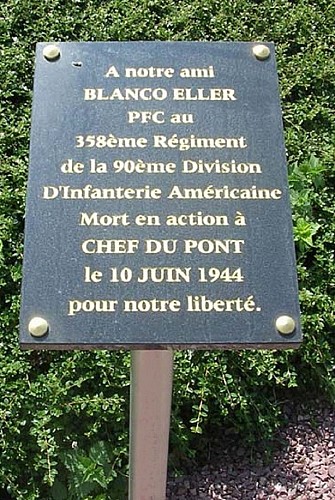 A notre ami
BLANCO ELLER
PFC au
358ème Régiment
de la 90ème Division
D'Infanterie Américaine
Mort en action à
CHEF DU PONT
le 10 JUIN 1944
pour notre liberté.